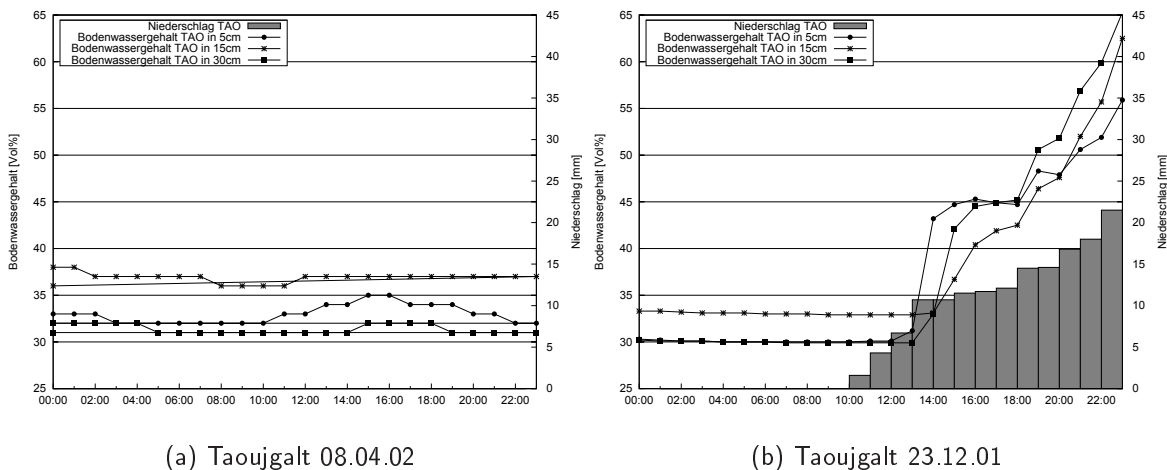 Niederschlag TAO
Bodenwassergehalt TAO in 5cm
Bodenwassergehalt TAO in 15cm
Bodenwassergehalt TAO in 30cm
Bodenwassergehalt [Vol%]
65
60
55
50
45
40
35
30
25
Niederschlag [mm]
45
40
35
30
25
20
15
10
5
0
00:00 02:00 04:00 06:00 08:00 10:00 12:00 14:00 16:00 18:00 20:00 22:00
(a) Taoujgalt 08.04.02
Niederschlag TAO
Bodenwassergehalt TAO in 5cm
Bodenwassergehalt TAO in 15cm
Bodenwassergehalt TAO in 30cm
Bodenwassergehalt [Vol%]
65
60
55
50
45
40
35
30
25
Niederschlag [mm]
45
40
35
30
25
20
15
10
5
0
00:00 02:00 04:00 06:00 08:00 10:00 12:00 14:00 16:00 18:00 20:00 22:00
(b) Taoujgalt 23.12.01